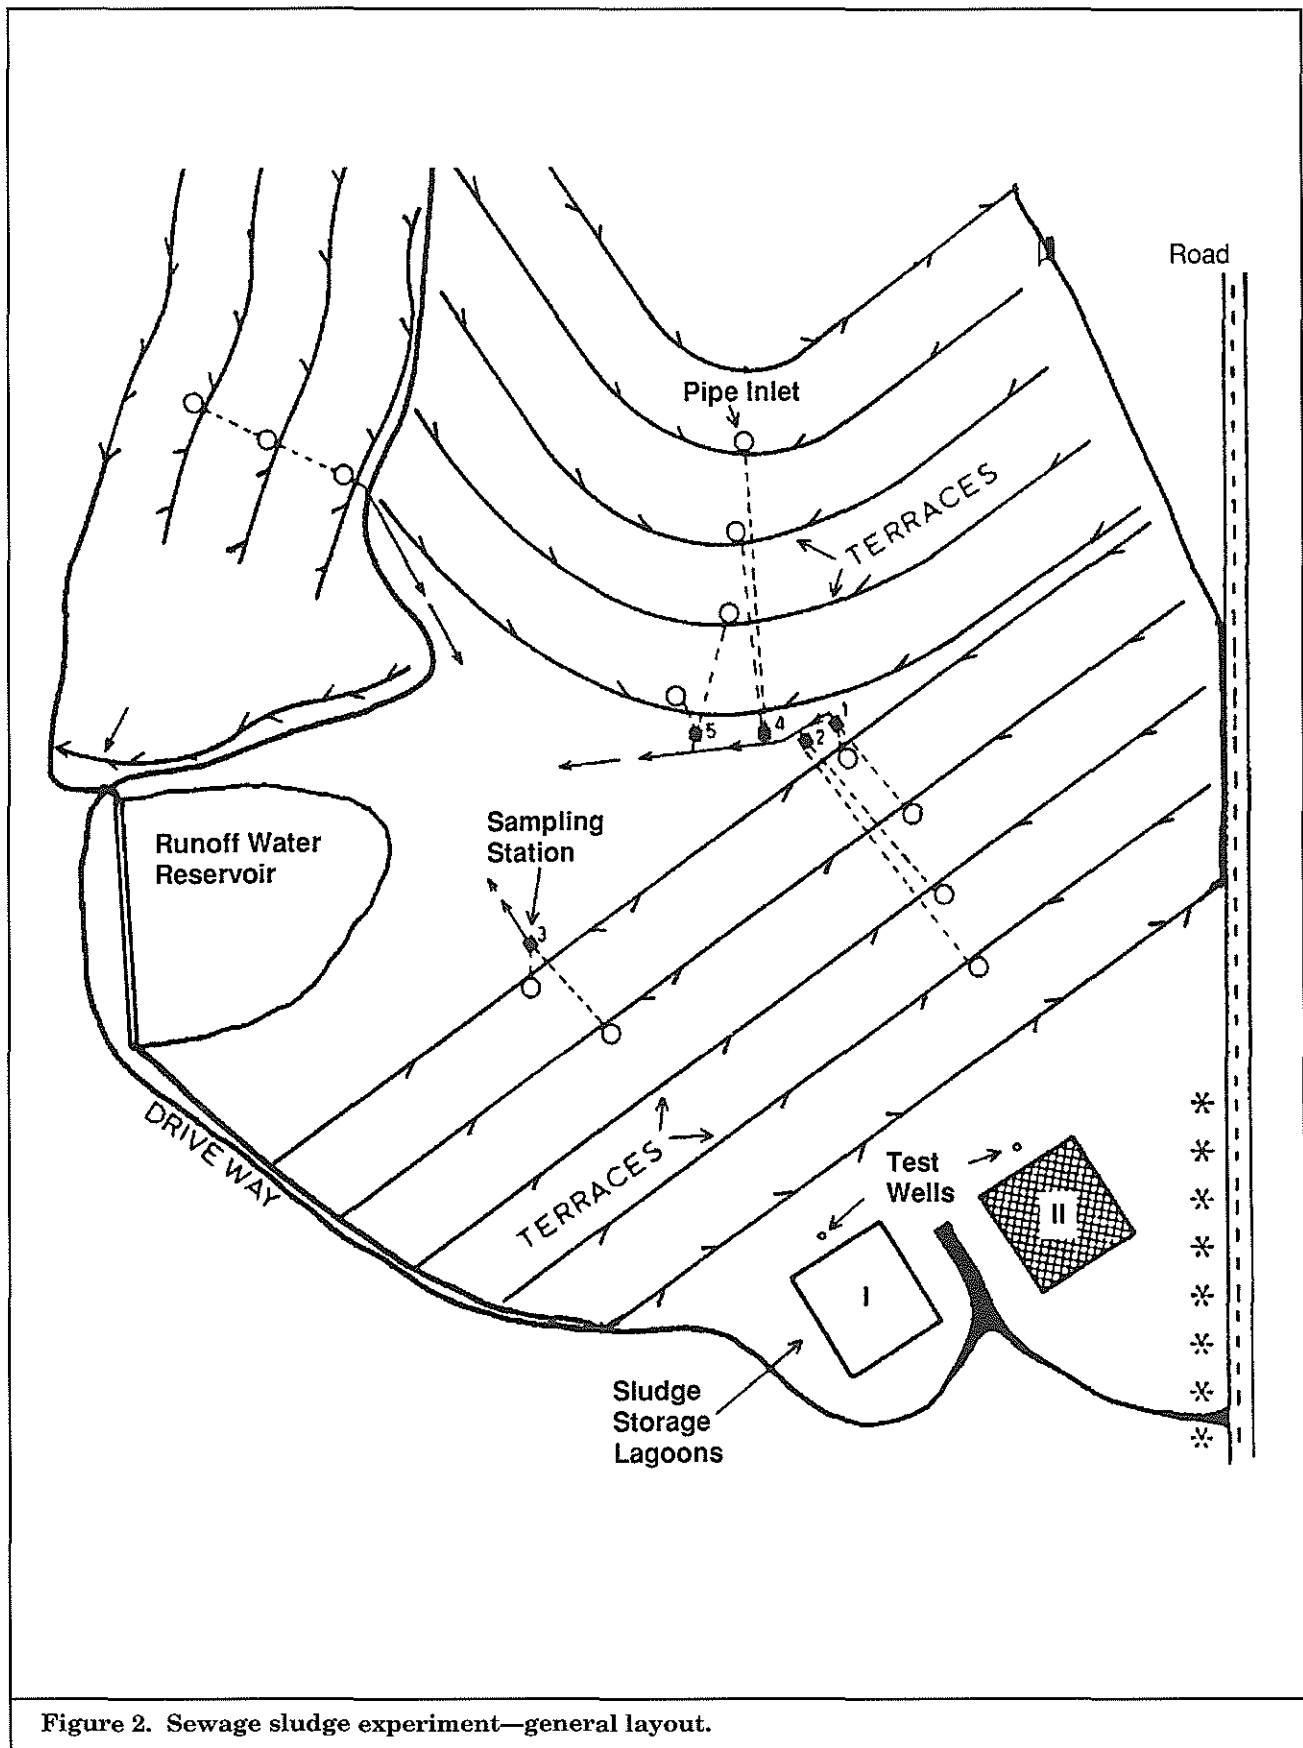 Road
Pipe Inlet
TERRACES
1
2
4
5
Sampling
Station
Runoff Water
Reservoir
3
DRIVE WAY
TERRACES
Test
Wells
II
I
Sludge
Storage
Lagoons
Figure 2. Sewage sludge experiment—general layout.